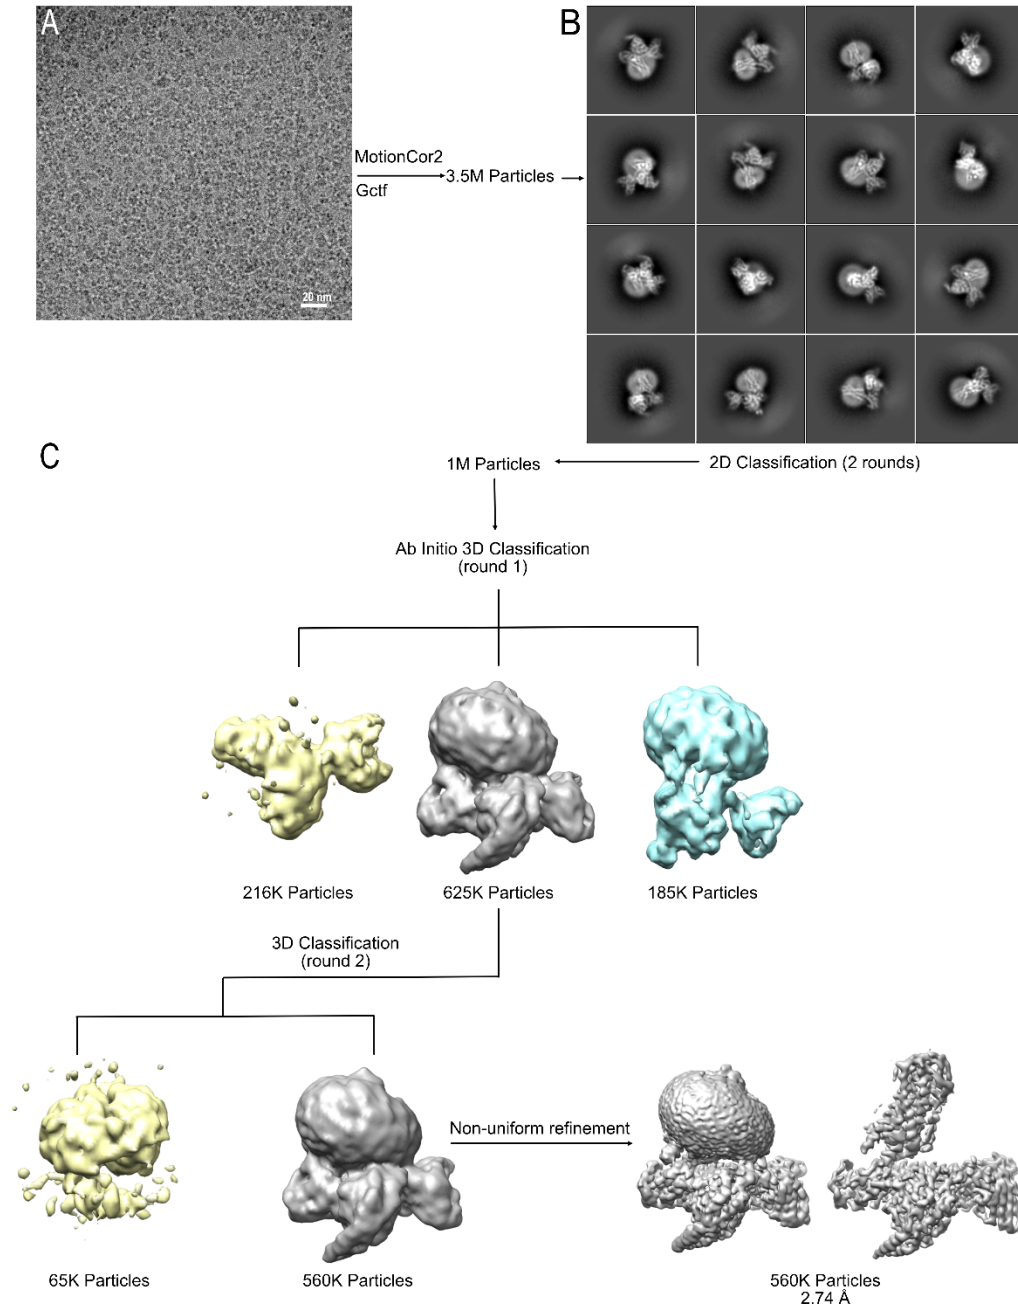 A
B
MotionCor2
Gctf
3.5M Particles
20 nm
C
1M Particles
2D Classification (2 rounds)
Ab Initio 3D Classification
(round 1)
216K Particles
625K Particles
185K Particles
3D Classification
(round 2)
Non-uniform refinement
65K Particles
560K Particles
560K Particles
2.74 Å